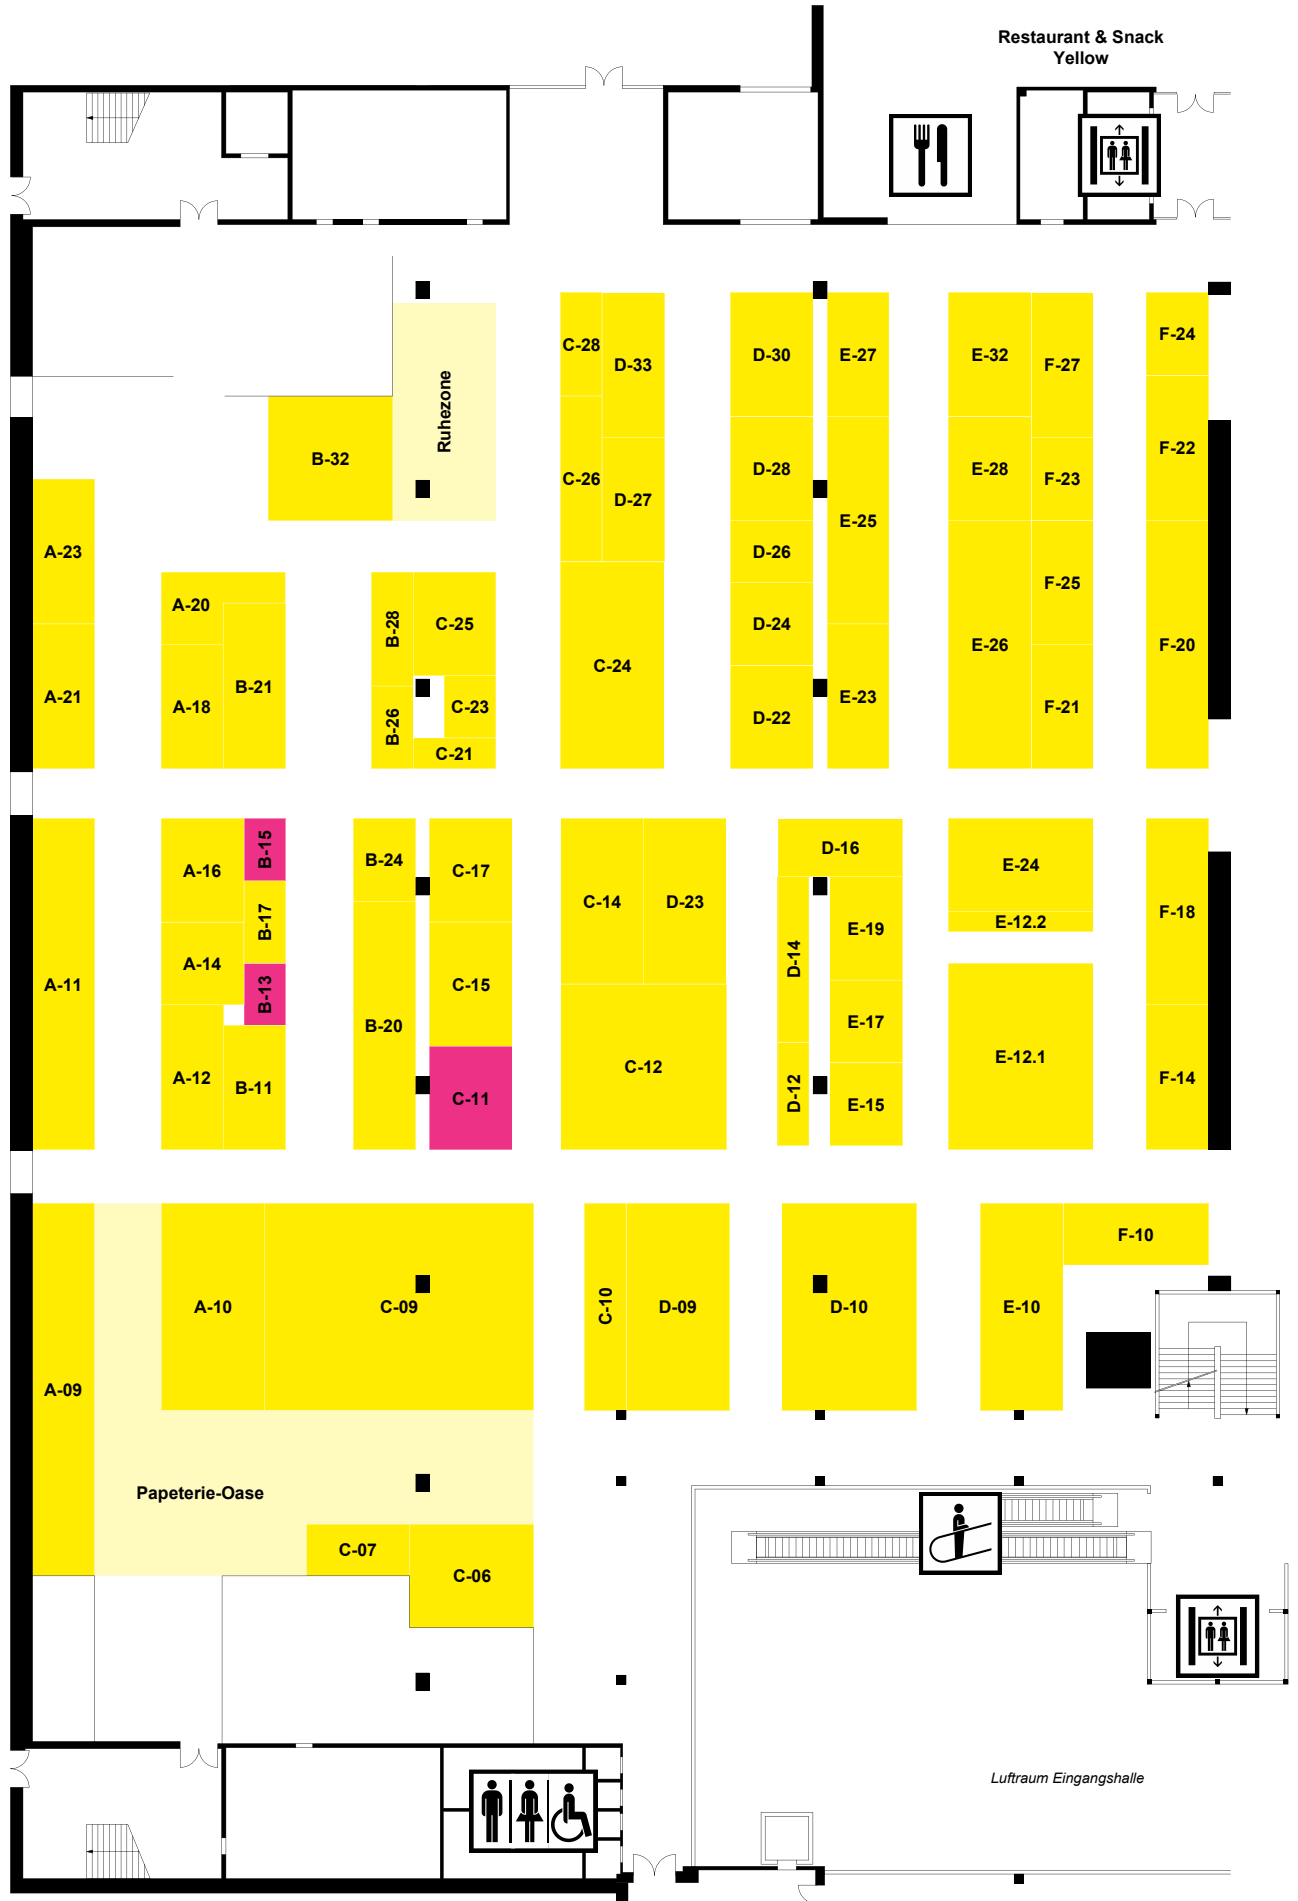 Restaurant & Snack
Yellow
C-28
D-33
D-30
E-27
E-32
F-27
F-24
Ruhezone
B-32
C-26
D-27
D-28
E-25
E-28
F-23
F-22
A-23
D-26
A-20
B-28
C-25
D-24
F-25
A-21
A-18
B-21
B-26
C-23
C-21
C-24
D-22
E-23
E-26
F-21
F-20
A-16
B-15
B-24
C-17
D-16
E-24
B-17
C-14
D-23
E-19
E-12.2
F-18
A-11
A-14
B-13
C-15
D-14
B-20
E-17
E-12.1
A-12
B-11
C-11
C-12
D-12
E-15
F-14
F-10
A-10
C-09
C-10
D-09
D-10
E-10
A-09
Papeterie-Oase
C-07
C-06
Luftraum Eingangshalle